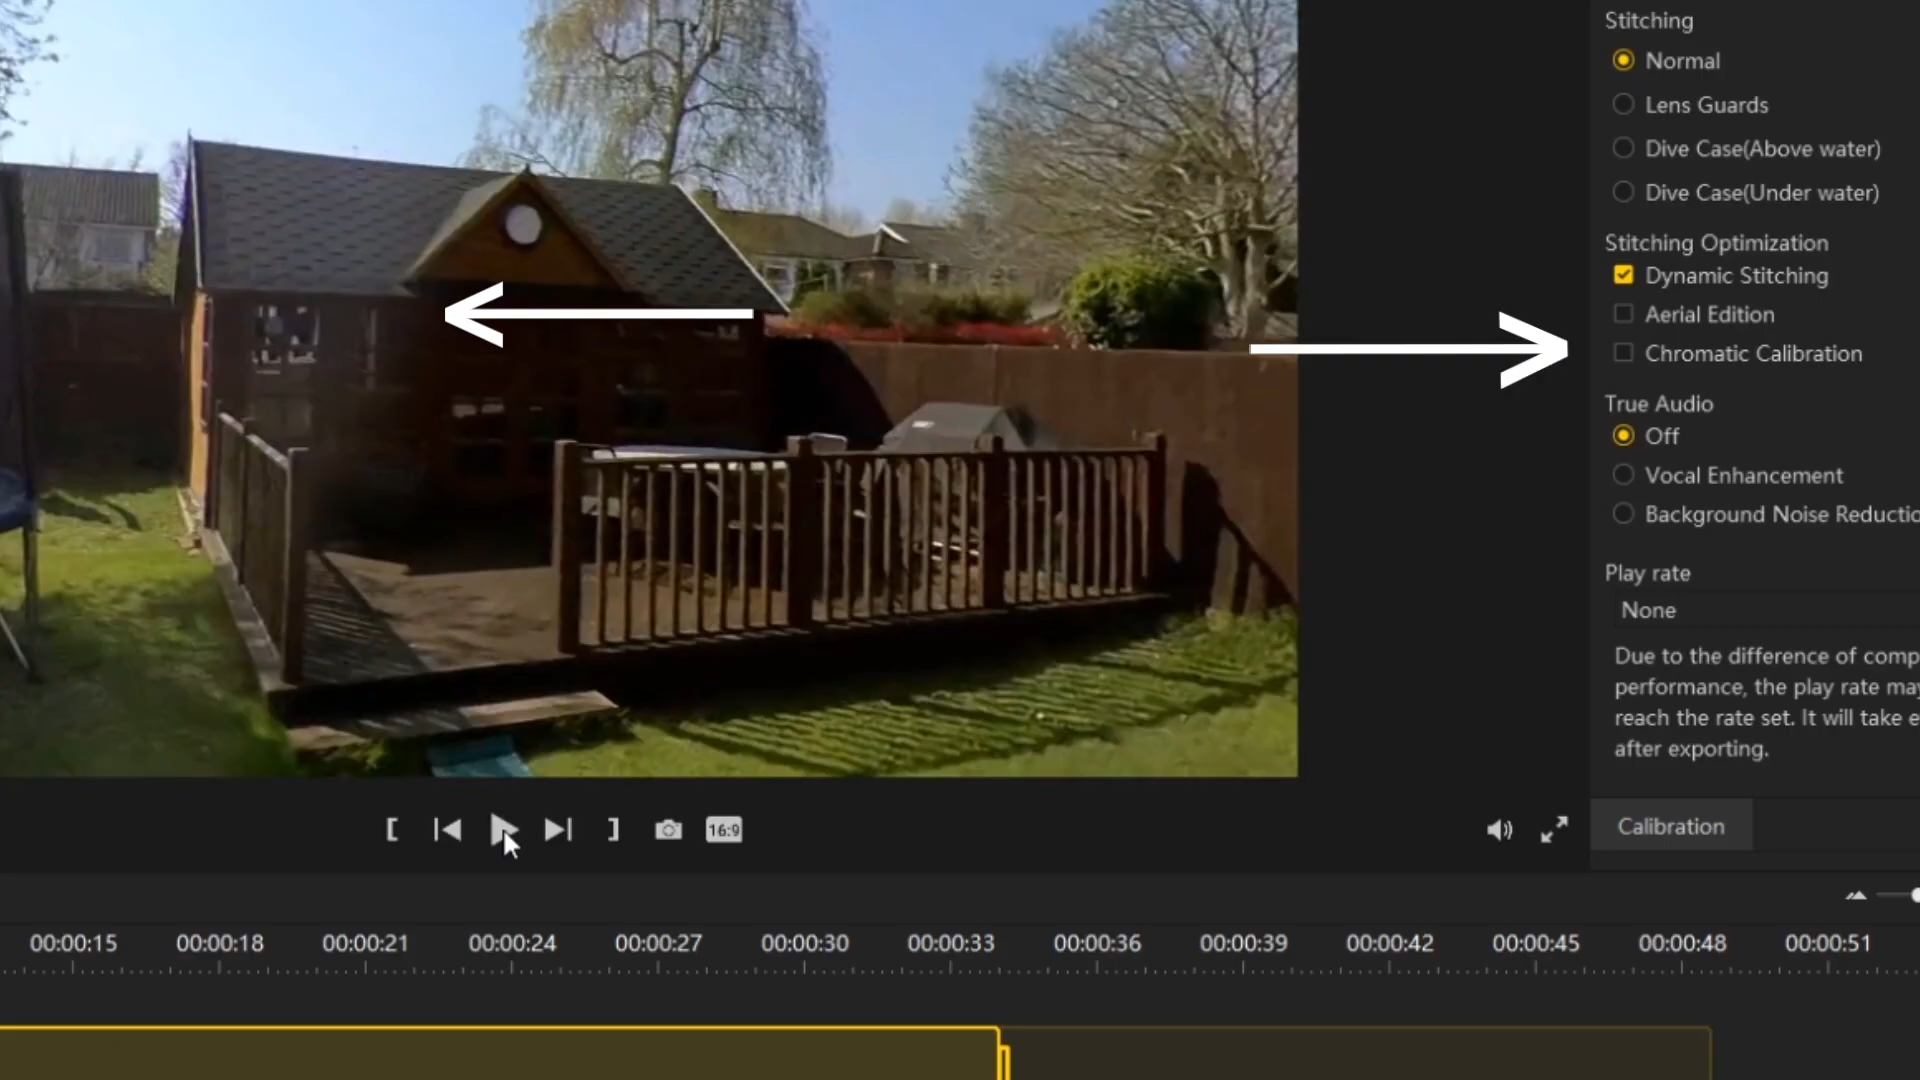 Stitching
Normal
Lens Guards
Dive Case(Above water)
Dive Case(Under water)
Stitching Optimization
Dynamic Stitching
Aerial Edition
Chromatic Calibration
True Audio
Off
Vocal Enhancement
Background Noise Reductio
Play rate
None
Due to the difference of comp
performance, the play rate may
reach the rate set. It will take e
after exporting.
16:9
Calibration
00:00:15 00:00:18 00:00:21 00:00:24 00:00:27 00:00:30 00:00:33 00:00:36 00:00:39 00:00:42 00:00:45 00:00:48 00:00:51